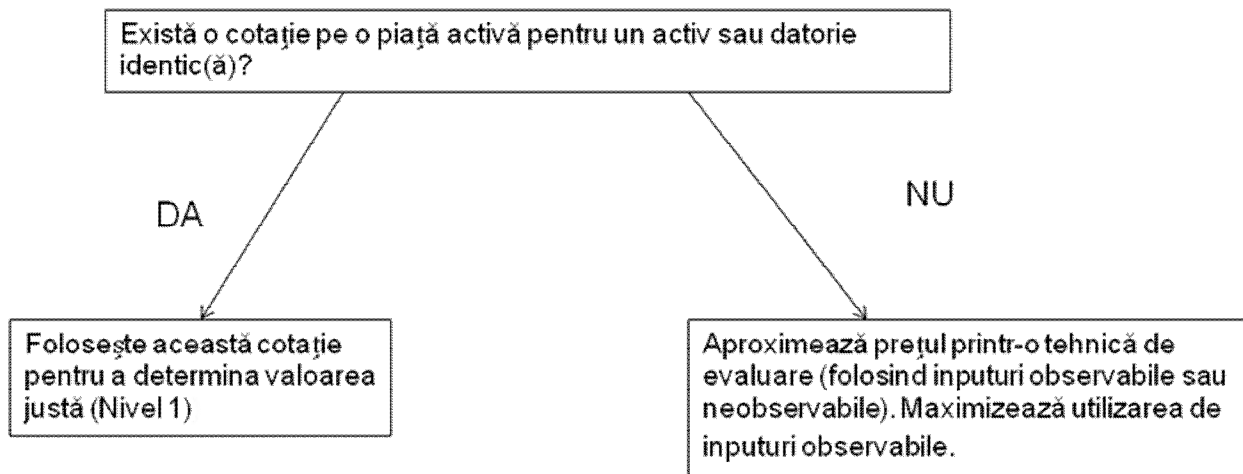 Există o cotaţie pe o piaţă activă pentru un activ sau datorie
identic(ă)?
DA
NU
Foloseşte această cotaţie
pentru a determina valoarea
justă (Nivel 1)
Aproximează preţul printr-o tehnică de
evaluare (folosind inputuri observabile sau
neobservabile). Maximizează utilizarea de
inputuri observabile.